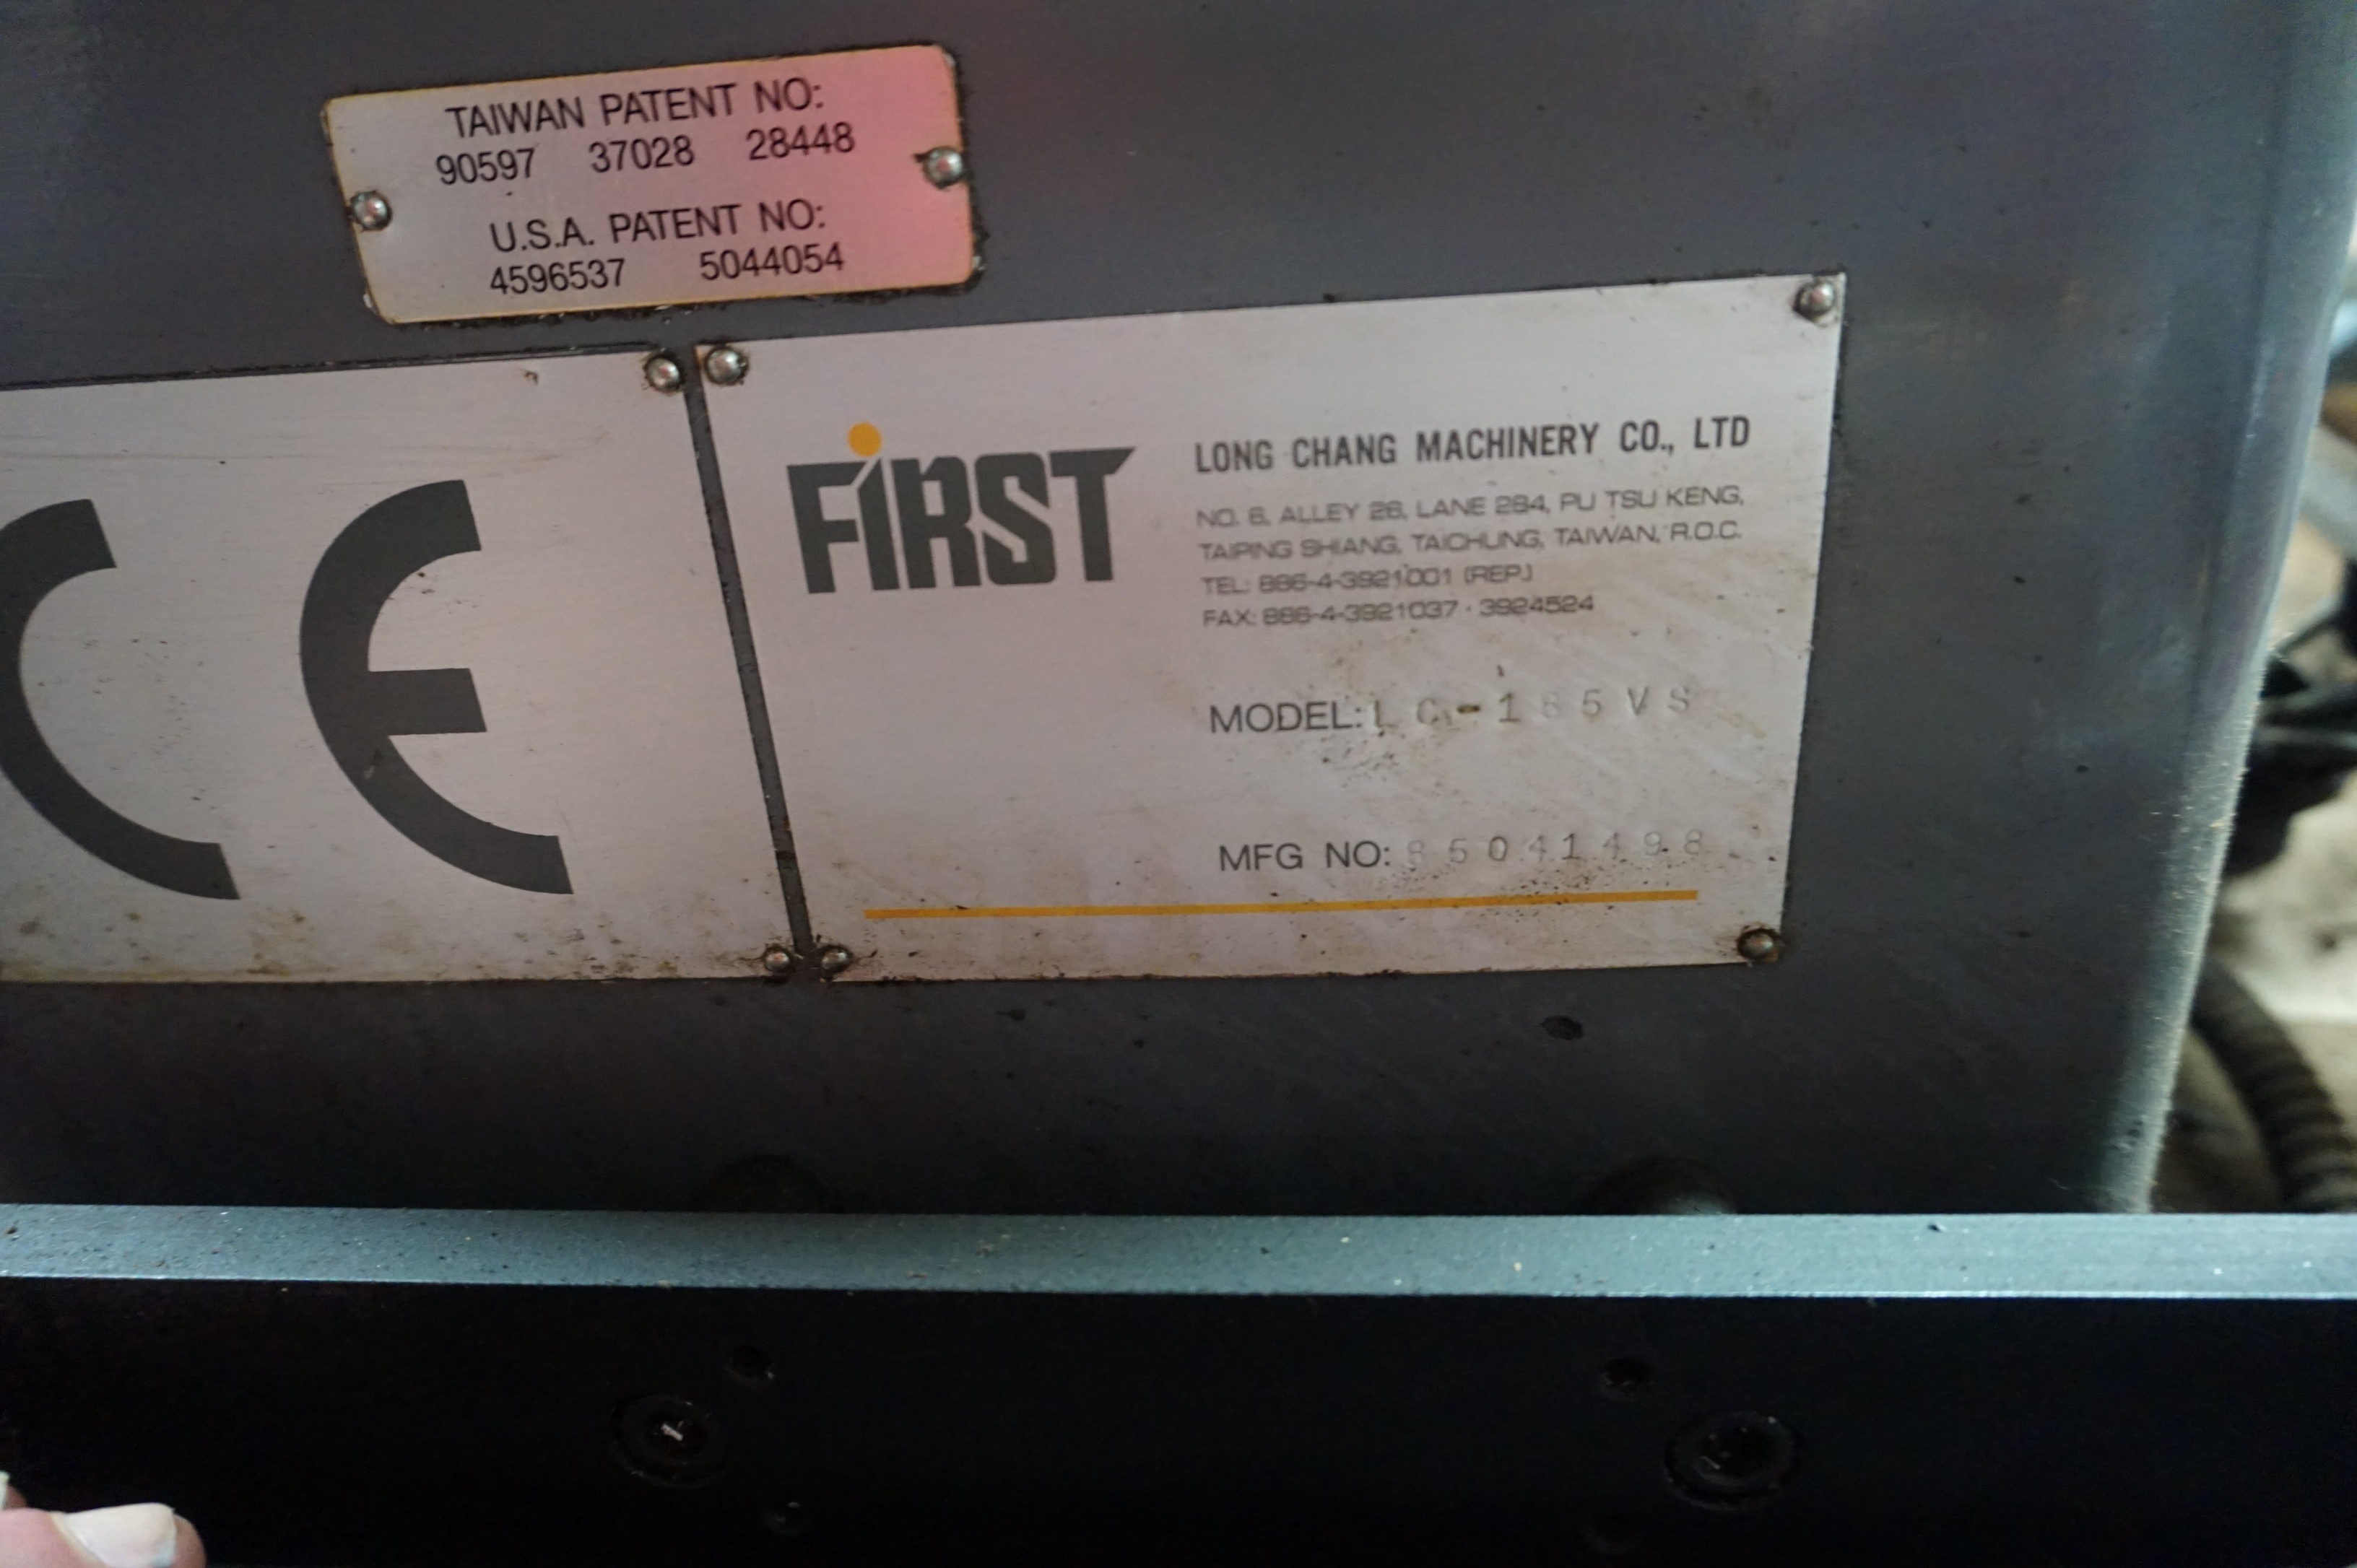 TAIWAN PATENT NO:
90597 37028 28448
U.S.A. PATENT NO:
4596537 5044054
CE
FIRST
LONG CHANG MACHINERY CO., LTD
NO. 6, ALLEY 26, LANE 284, PU TSU KENG,
TAIPING SHIANG, TAICHUNG, TAIWAN, R.O.C.
TEL: 886-4-3921001 (REP.)
FAX: 886-4-3921037 · 3924524
MODEL: LC-185VS
MFG NO: 85041498